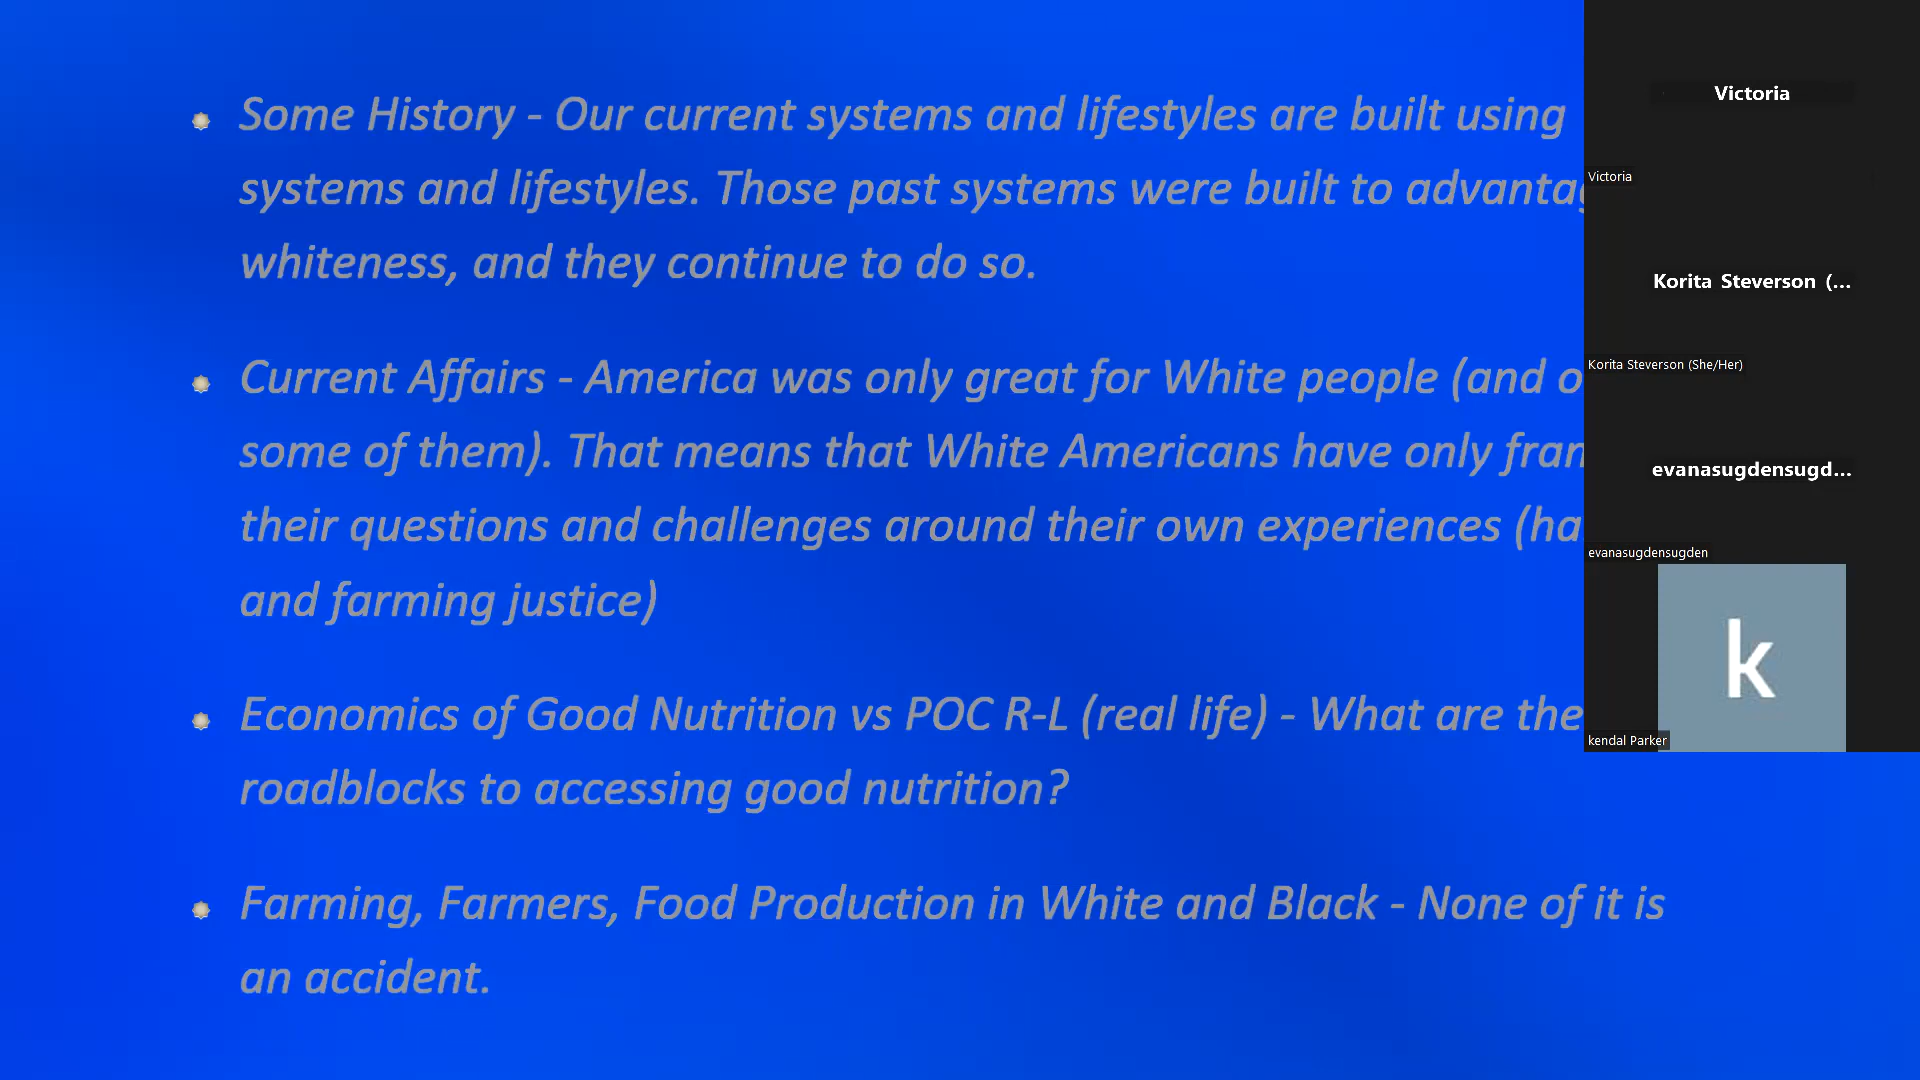 Some History - Our current systems and lifestyles are built using
systems and lifestyles. Those past systems were built to
whiteness, and they continue to do so.
Current Affairs - America was only great for White people (and
some of them). That means that White Americans have only
their questions and challenges around their own experiences
and farming justice)
Economics of Good Nutrition vs POC R-L (real life) - What are the
roadblocks to accessing good nutrition?
Farming, Farmers, Food Production in White and Black - None of it is
an accident.
Victoria
Victoria
Korita Steverson (...
Korita Steverson (She/Her)
evanasugdensugd...
evanasugdensugden
k
kendal Parker